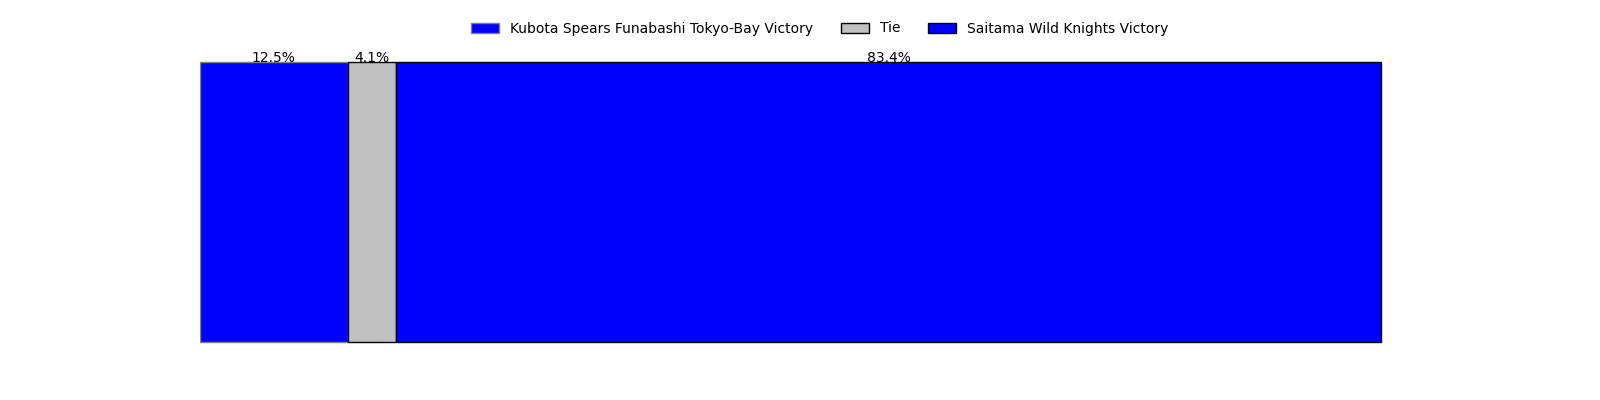 Kubota Spears Funabashi Tokyo-Bay Victory Tie Saitama Wild Knights Victory
12.5% 4.1% 83.4%